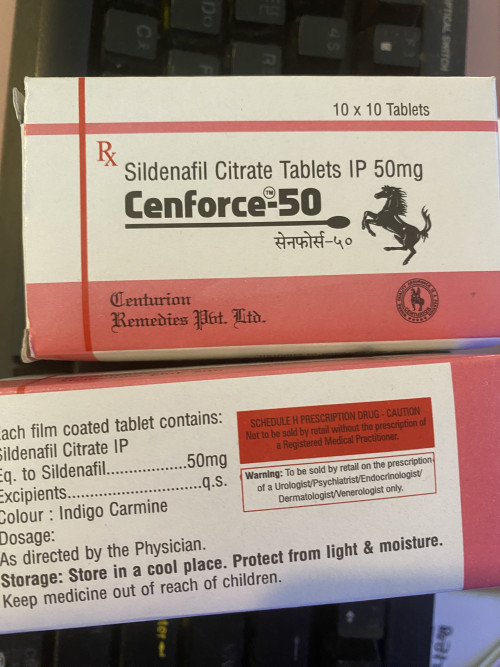 10 x 10 Tablets
Rx
Sildenafil Citrate Tablets IP 50mg
Cenforce™-50
सेनफोर्स-५०
Centurion
Remedies Pvt. Ltd.
Each film coated tablet contains:
Sildenafil Citrate IP
Eq. to Sildenafil..................50mg
Excipients..............................q.s.
Colour : Indigo Carmine
Dosage:
As directed by the Physician.
Storage: Store in a cool place. Protect from light & moisture.
Keep medicine out of reach of children.
SCHEDULE H PRESCRIPTION DRUG - CAUTION
Not to be sold by retail without the prescription of
a Registered Medical Practitioner.
Warning: To be sold by retail on the prescription
of a Urologist/Psychiatrist/Endocrinologist/
Dermatologist/Venerologist only.